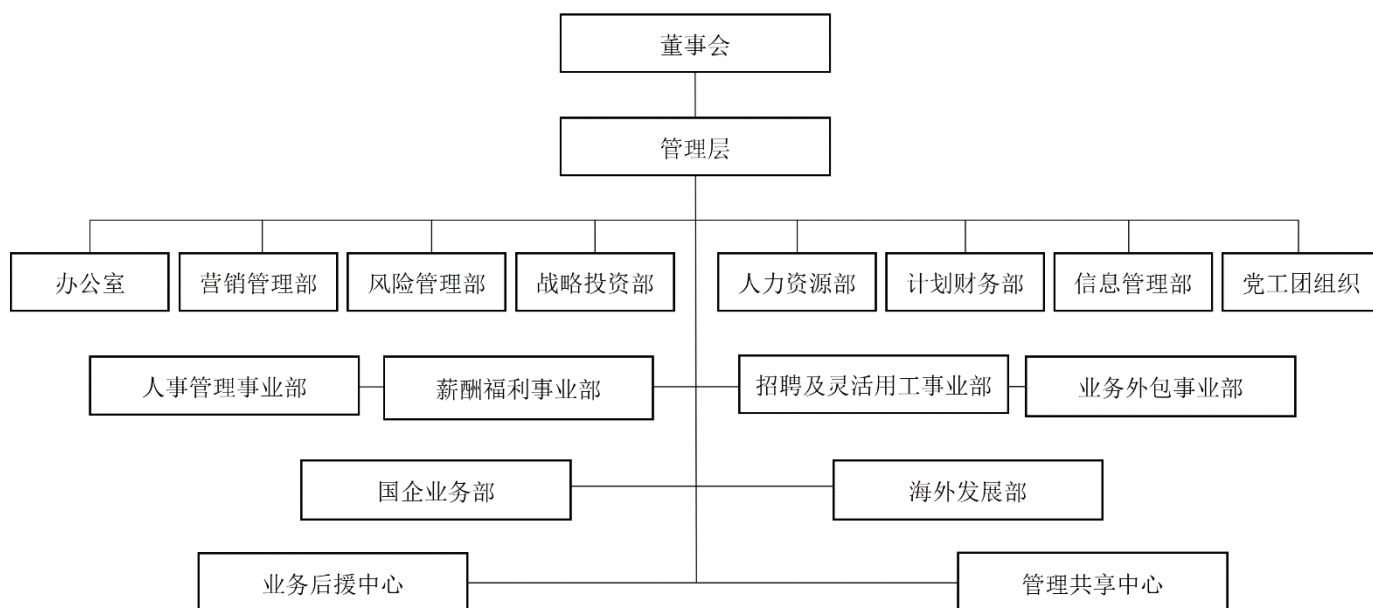 董事会
管理层
办公室
营销管理部
风险管理部
战略投资部
人力资源部
计划财务部
信息管理部
党工团组织
人事管理事业部
薪酬福利事业部
招聘及灵活用工事业部
业务外包事业部
国企业务部
海外发展部
业务后援中心
管理共享中心